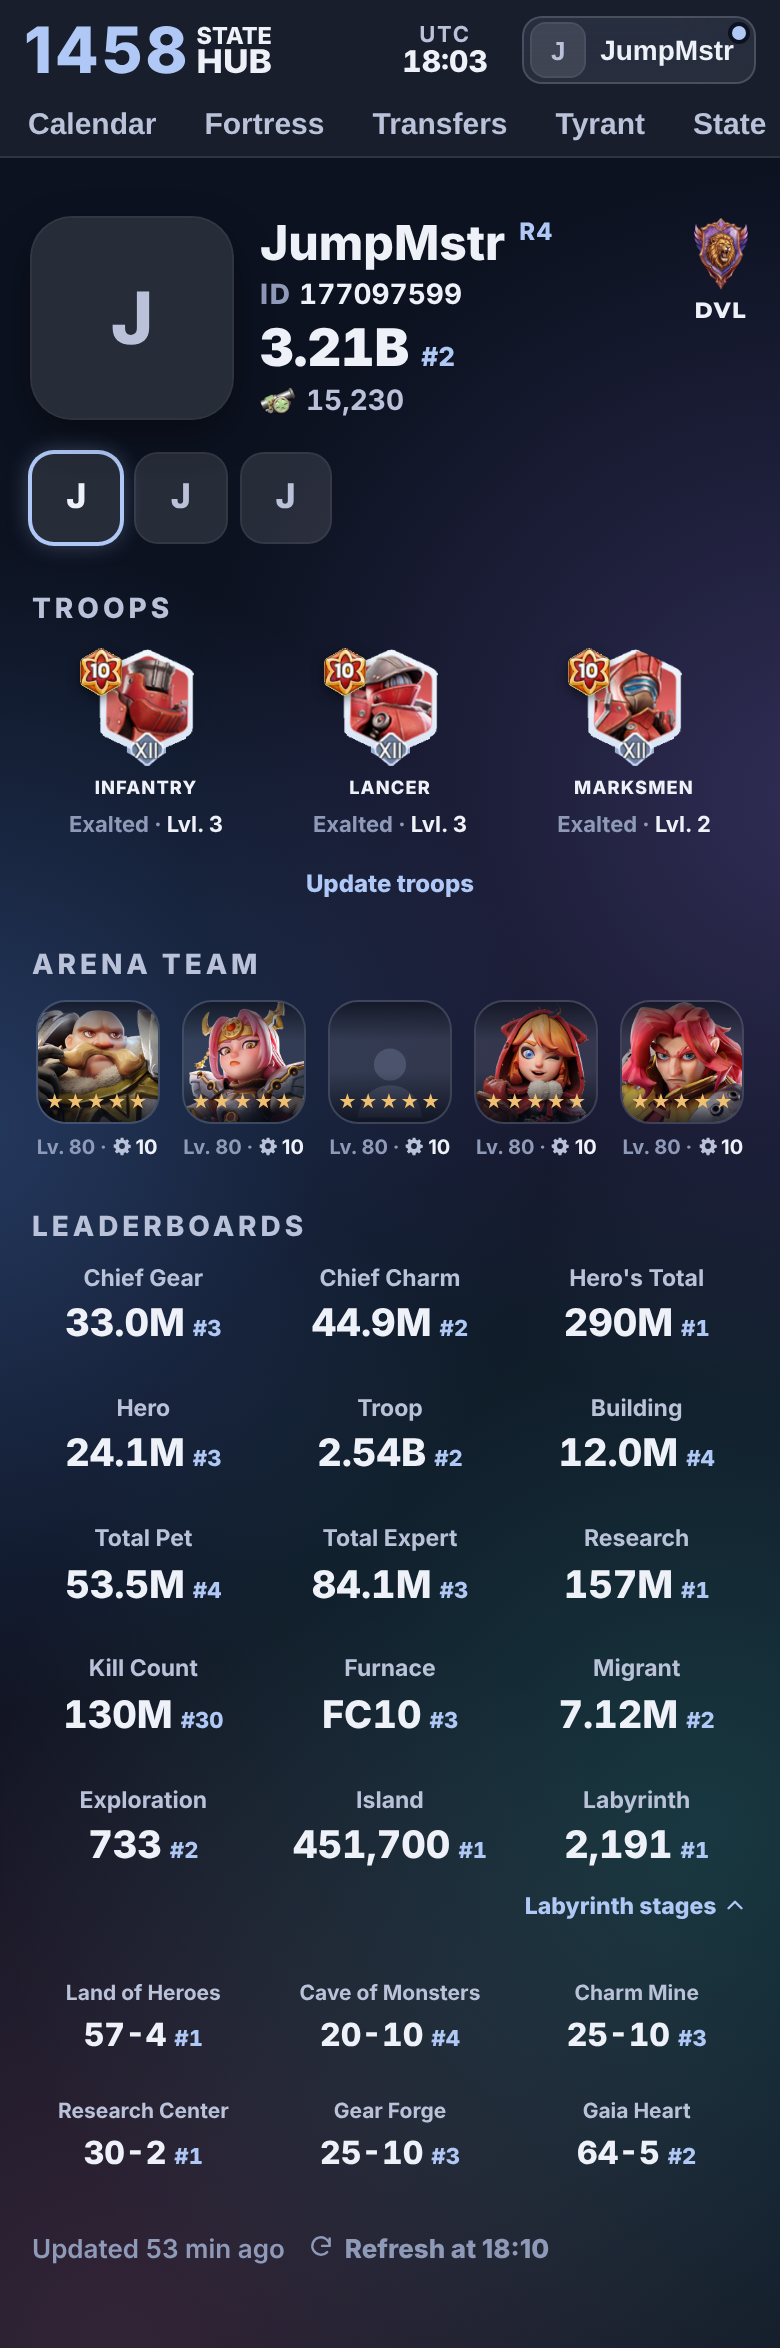 1458 STATE HUB
UTC
18:03
J JumpMstr
Calendar Fortress Transfers Tyrant State
J
JumpMstr R4
ID 177097599
3.21B #2
15,230
DVL
J J J
TROOPS
10 10 10
XII XII XII
INFANTRY LANCER MARKSMEN
Exalted · Lvl. 3 Exalted · Lvl. 3 Exalted · Lvl. 2
Update troops
ARENA TEAM
Lv. 80 · 10 Lv. 80 · 10 Lv. 80 · 10 Lv. 80 · 10 Lv. 80 · 10
LEADERBOARDS
Chief Gear Chief Charm Hero's Total
33.0M #3 44.9M #2 290M #1
Hero Troop Building
24.1M #3 2.54B #2 12.0M #4
Total Pet Total Expert Research
53.5M #4 84.1M #3 157M #1
Kill Count Furnace Migrant
130M #30 FC10 #3 7.12M #2
Exploration Island Labyrinth
733 #2 451,700 #1 2,191 #1
Labyrinth stages
Land of Heroes Cave of Monsters Charm Mine
57-4 #1 20-10 #4 25-10 #3
Research Center Gear Forge Gaia Heart
30-2 #1 25-10 #3 64-5 #2
Updated 53 min ago Refresh at 18:10